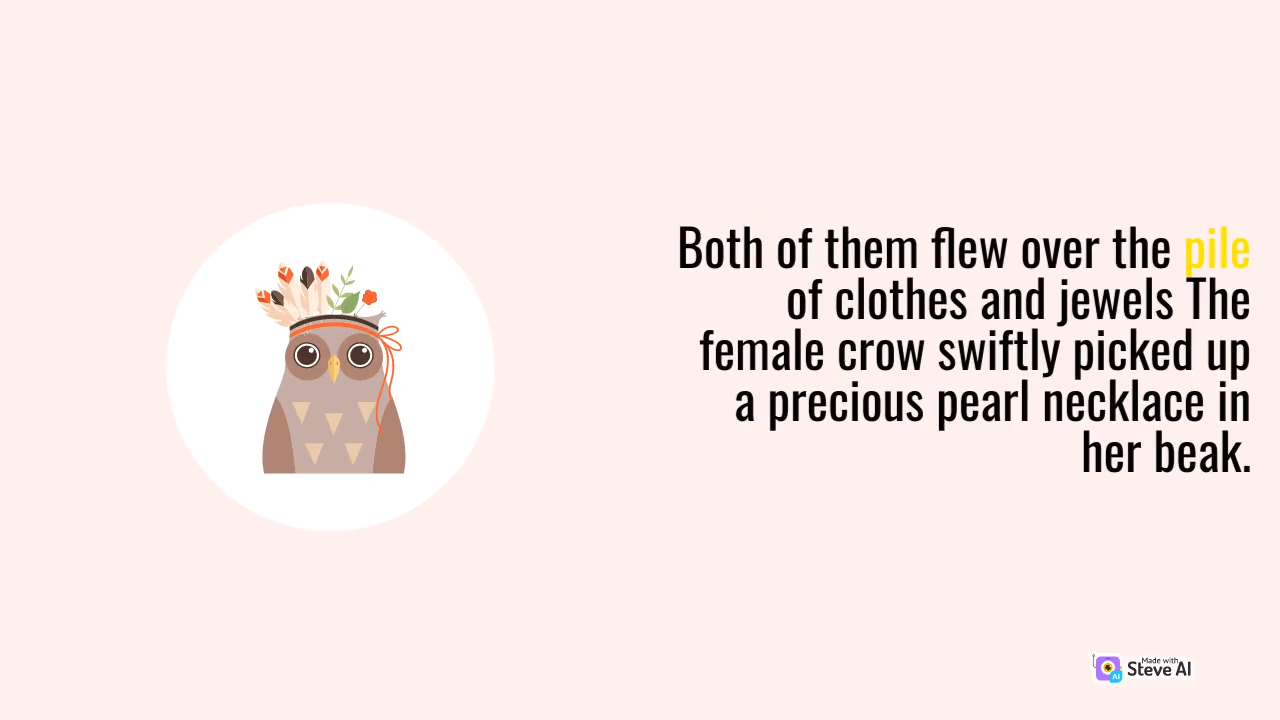 Both of them flew over the pile
of clothes and jewels The
female crow swiftly picked up
a precious pearl necklace in
her beak.
Made with
Steve AI
AI